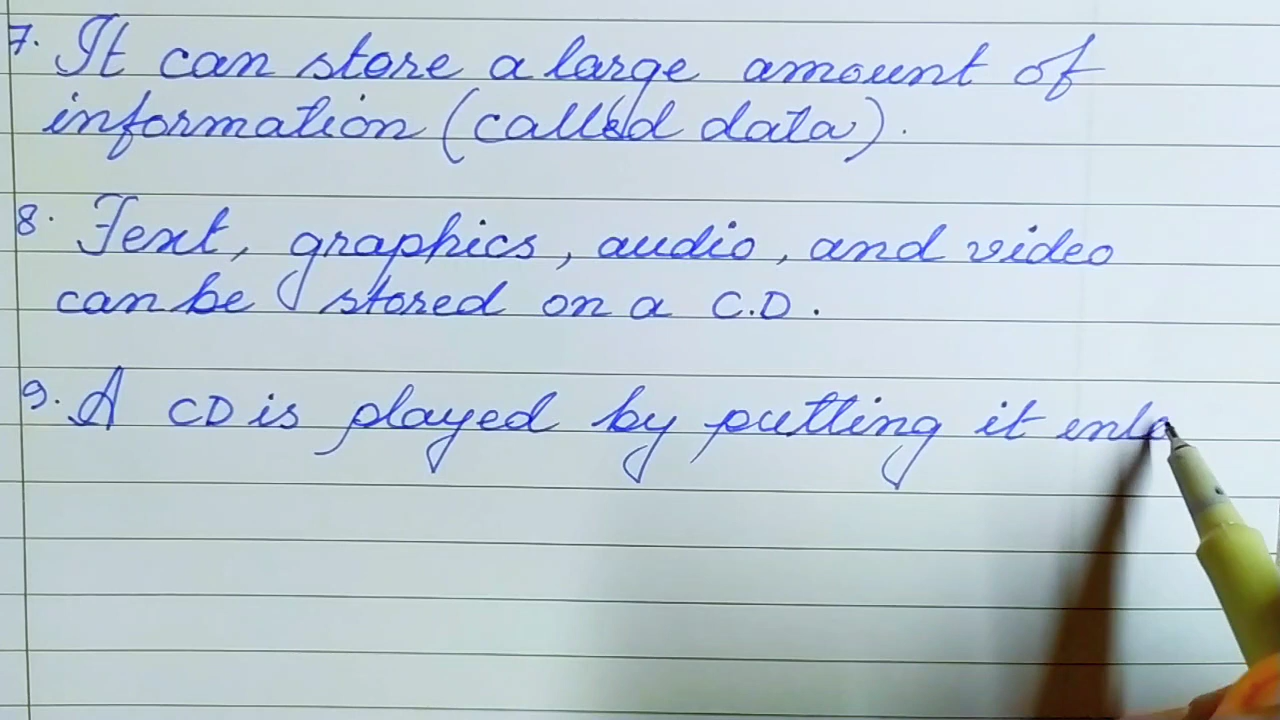 7. It can store a large amount of
information (called data).
8. Text, graphics, audio, and video
can be stored on a C.D.
9. A CD is played by putting it into